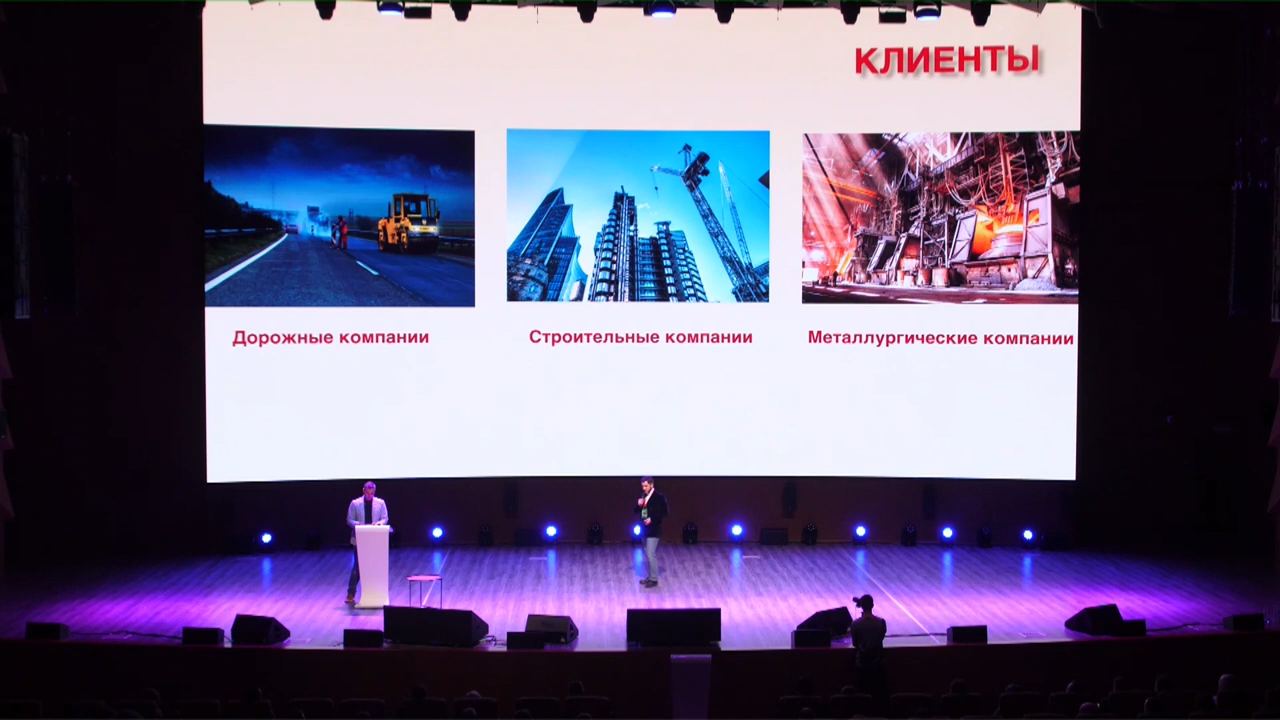 КЛИЕНТЫ
Дорожные компании
Строительные компании
Металлургические компании